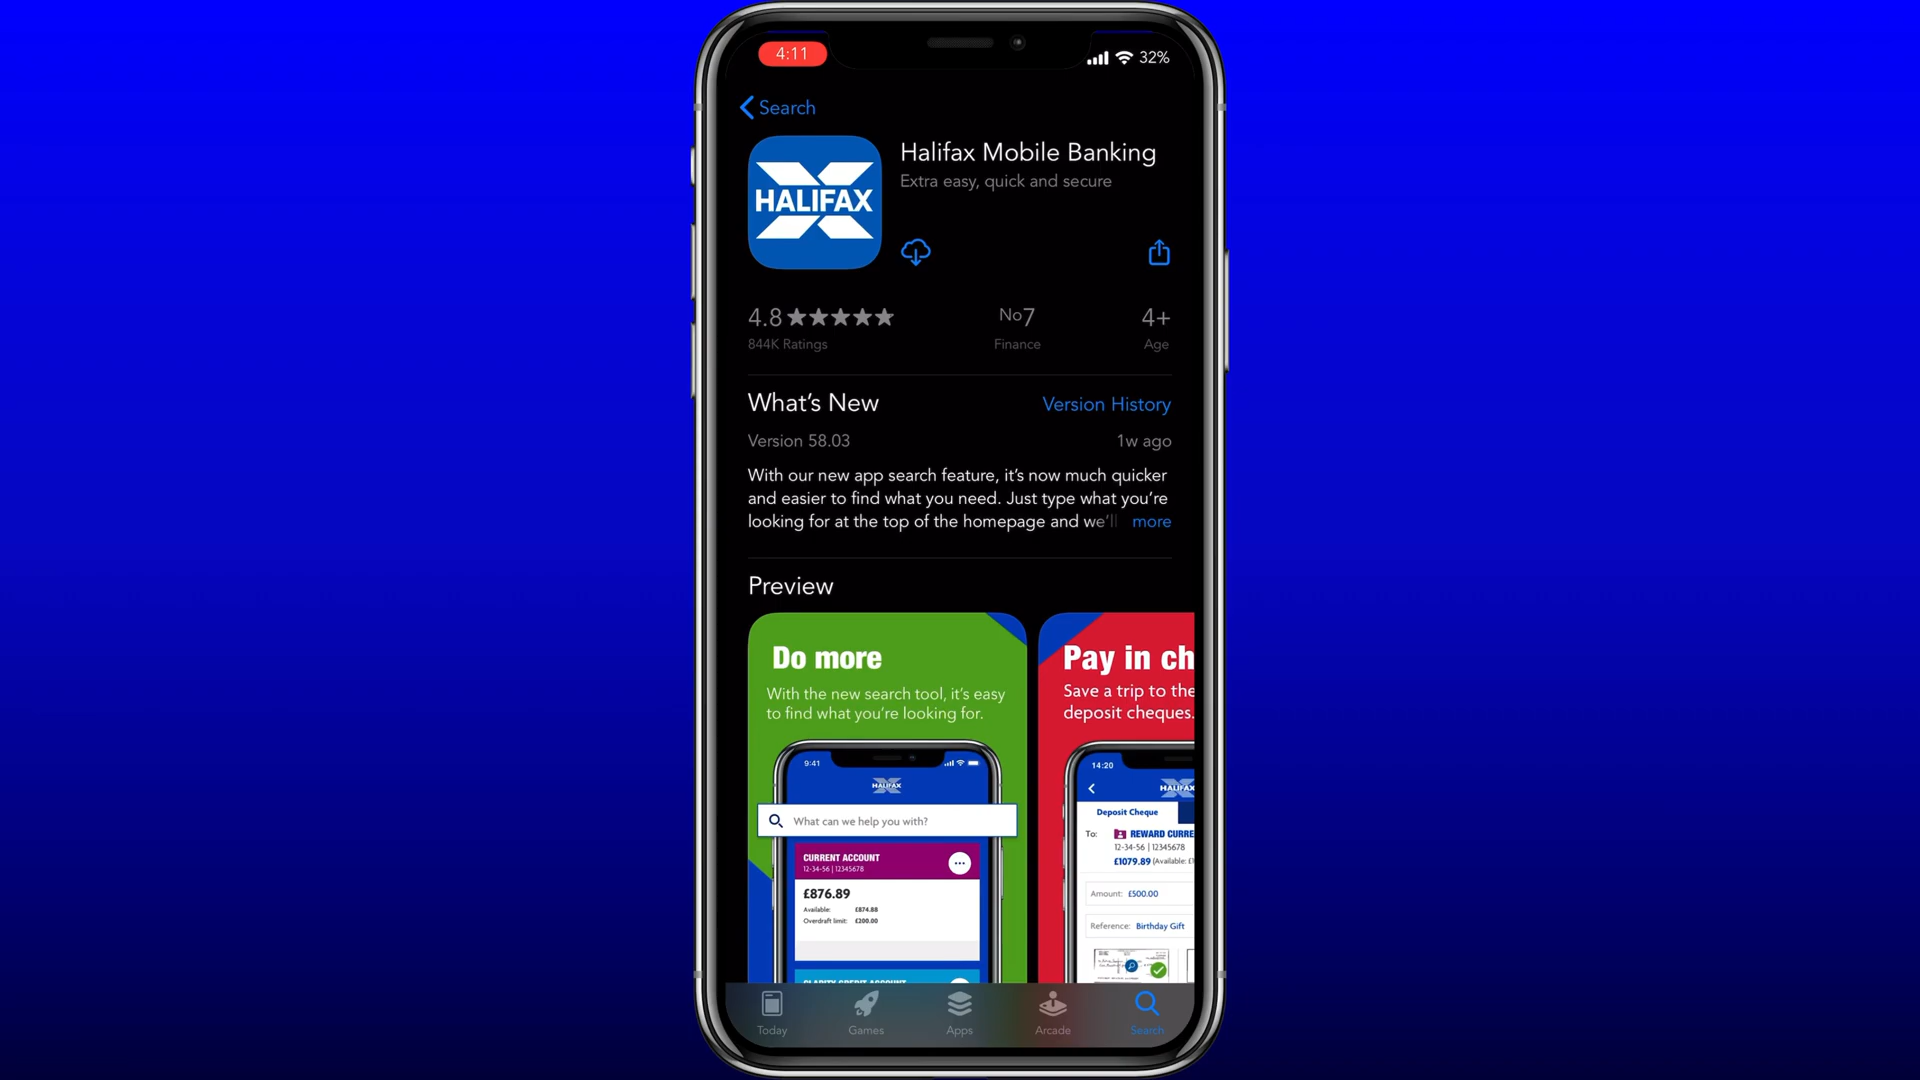 4:11
32%
Search
HALIFAX
Halifax Mobile Banking
Extra easy, quick and secure
4.8
No7
4+
844K Ratings
Finance
Age
What's New
Version History
Version 58.03
1w ago
With our new app search feature, it's now much quicker
and easier to find what you need. Just type what you're
looking for at the top of the homepage and we'll more
Preview
Do more
With the new search tool, it's easy
to find what you're looking for.
9:41
HALIFAX
What can we help you with?
CURRENT ACCOUNT
12-34-56 | 12345678
£876.89
Available: £874.88
Overdraft limit: £200.00
CLARITY CREDIT ACCOUNT
Pay in ch
Save a trip to the
deposit cheques.
14:20
HALIFAX
Deposit Cheque
To: REWARD CURRE
12-34-56 | 12345678
£1079.89 (Available: £1
Amount: £500.00
Reference: Birthday Gift
Today
Games
Apps
Arcade
Search